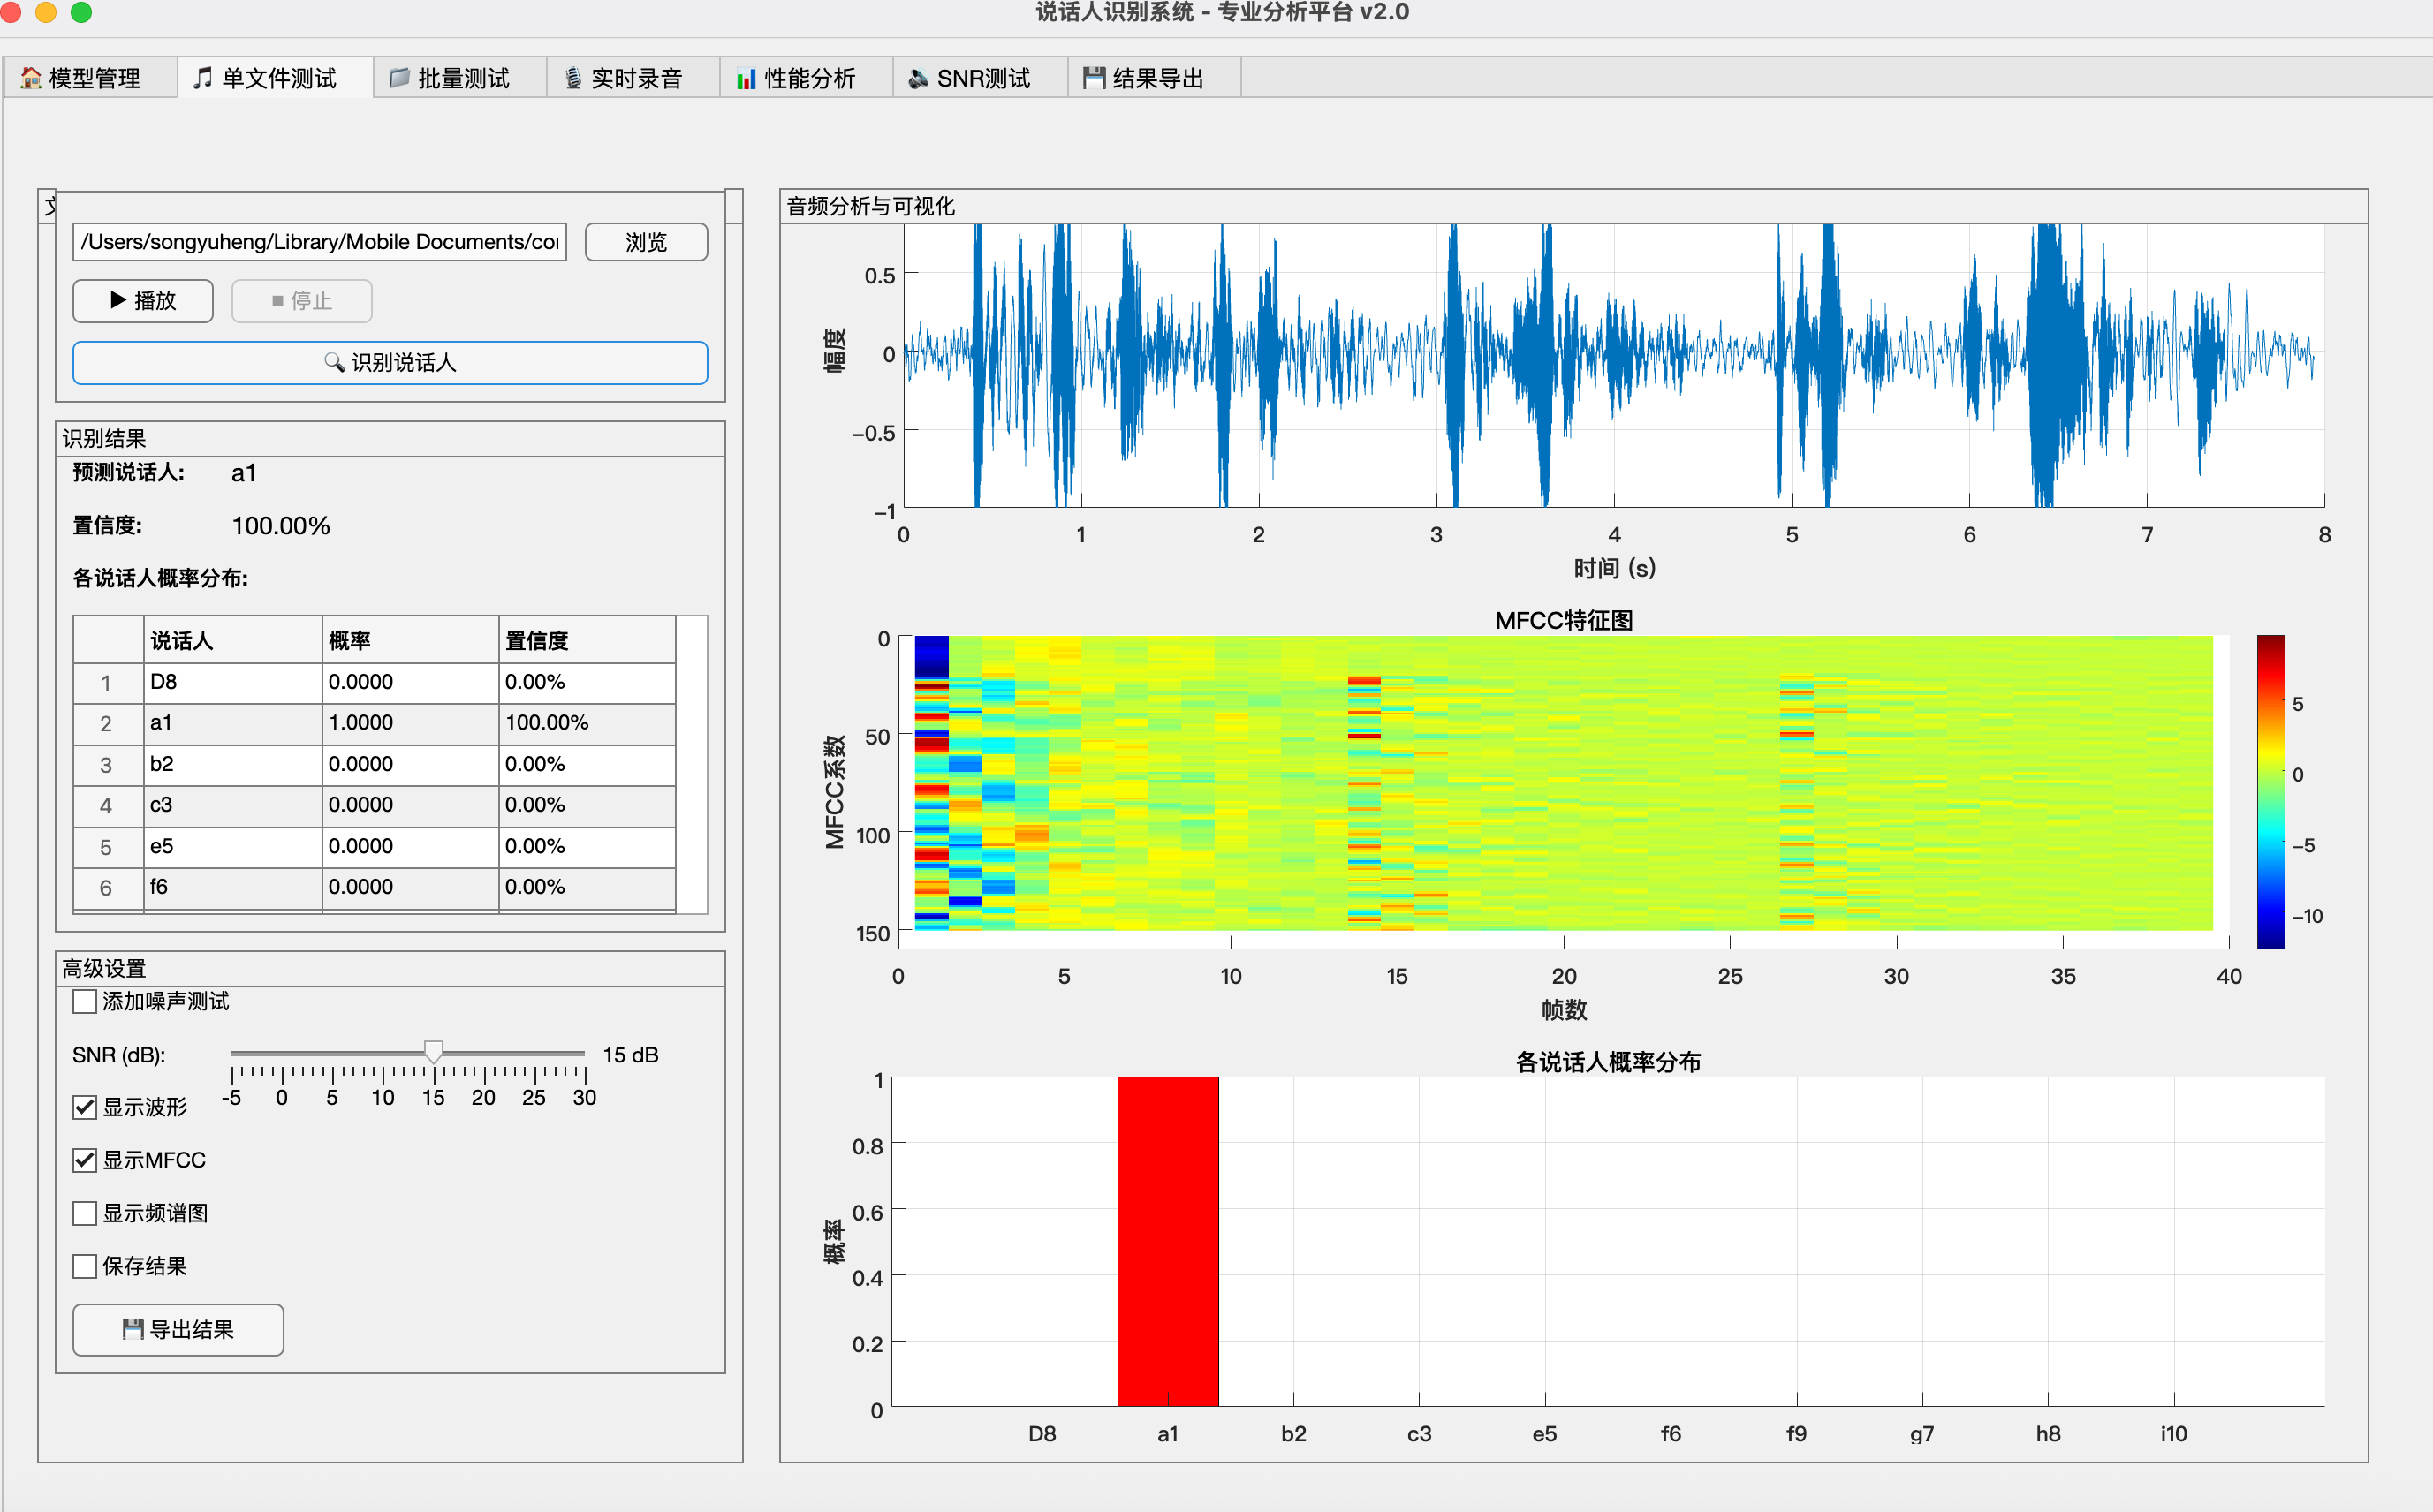 说话人识别系统 - 专业分析平台 v2.0
模型管理 单文件测试 批量测试 实时录音 性能分析 SNR测试 结果导出
/Users/songyuheng/Library/Mobile Documents/co
浏览
播放 停止
识别说话人
识别结果
预测说话人: a1
置信度: 100.00%
各说话人概率分布:
说话人 概率 置信度
1 D8 0.0000 0.00%
2 a1 1.0000 100.00%
3 b2 0.0000 0.00%
4 c3 0.0000 0.00%
5 e5 0.0000 0.00%
6 f6 0.0000 0.00%
高级设置
添加噪声测试
SNR (dB): 15 dB
-5 0 5 10 15 20 25 30
显示波形
显示MFCC
显示频谱图
保存结果
导出结果
音频分析与可视化
0.5
0
-0.5
-1
幅度
0 1 2 3 4 5 6 7 8
时间 (s)
MFCC特征图
0
50
100
150
MFCC系数
5
0
-5
-10
0 5 10 15 20 25 30 35 40
帧数
各说话人概率分布
1
0.8
0.6
0.4
0.2
0
概率
D8 a1 b2 c3 e5 f6 f9 g7 h8 i10